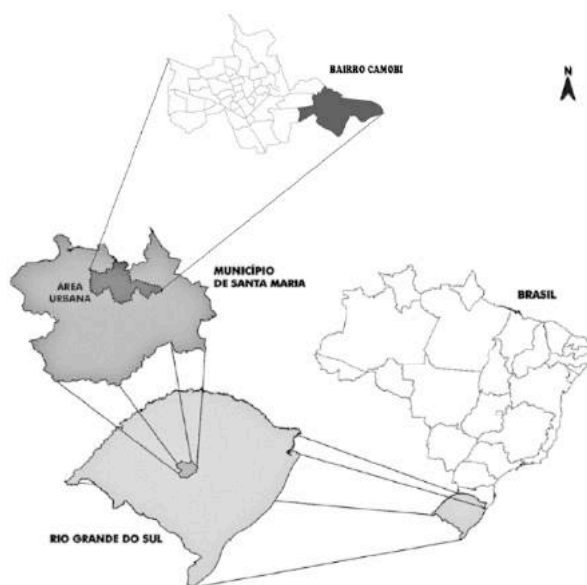 BAIRRO CAMOBI
N
MUNICÍPIO
DE SANTA MARIA
ÁREA
URBANA
BRASIL
RIO GRANDE DO SUL